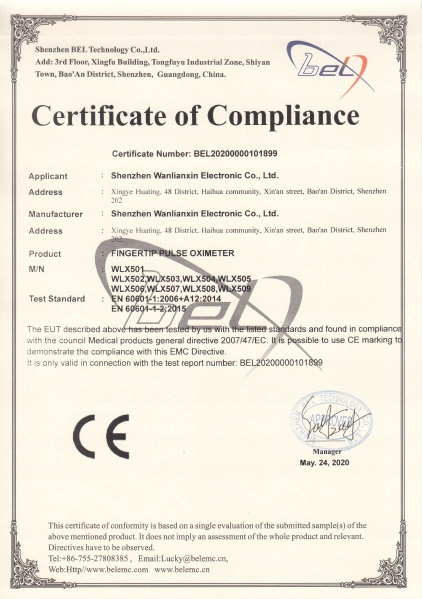 Shenzhen BEL Technology Co.,Ltd.
Add: 3rd Floor, Xingfu Building, Tongfuyu Industrial Zone, Shiyan
Town, Bao'An District, Shenzhen, Guangdong, China.
bel
Certificate of Compliance
Certificate Number: BEL20200000101899
Applicant : Shenzhen Wanlianxin Electronic Co., Ltd.
Address : Xingye Huating, 48 District, Haihua community, Xin'an street, Bao'an District, Shenzhen
202
Manufacturer : Shenzhen Wanlianxin Electronic Co., Ltd.
Address : Xingye Huating, 48 District, Haihua community, Xin'an street, Bao'an District, Shenzhen
202
Product : FINGERTIP PULSE OXIMETER
M/N : WLX501
WLX502,WLX503,WLX504,WLX505
WLX506,WLX507,WLX508,WLX509
Test Standard : EN 60601-1:2006+A12:2014
EN 60601-1-2:2015
The EUT described above has been tested by us with the listed standards and found in compliance
with the council Medical products general directive 2007/47/EC. It is possible to use CE marking to
demonstrate the compliance with this EMC Directive.
It is only valid in connection with the test report number: BEL20200000101899
CE
APPROVED
Manager
May. 24, 2020
This certificate of conformity is based on a single evaluation of the submitted sample(s) of the
above mentioned product. It does not imply an assessment of the whole product and relevant.
Directives have to be observed.
Tel:+86-755-27808385 , Email:Lucky@belemc.cn,
Web:Http//www.belemc.com www.belemc.cn